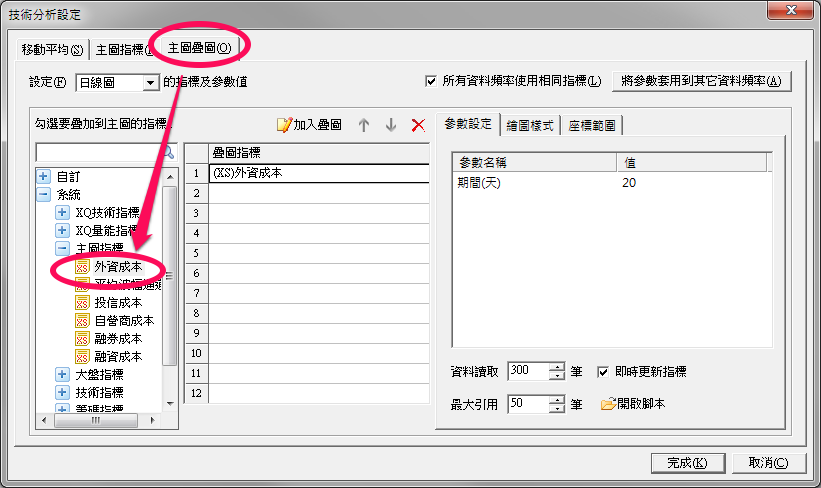 技術分析設定
移動平均(S)
主圖指標(
主圖疊圖(O)
設定(F)
日線圖
的指標及參數值
所有資料頻率使用相同指標(L)
將參數套用到其它資料頻率(A)
勾選要疊加到主圖的指標:
加入疊圖
自訂
系統
XQ技術指標
XQ量能指標
主圖指標
外資成本
平均波幅通道
投信成本
自營商成本
融券成本
融資成本
大盤指標
技術指標
籌碼指標
疊圖指標
1 (XS)外資成本
2
3
4
5
6
7
8
9
10
11
12
參數設定
繪圖樣式
座標範圍
參數名稱 值
期間(天) 20
資料讀取 300 筆
即時更新指標
最大引用 50 筆
開啟腳本
完成(K)
取消(C)